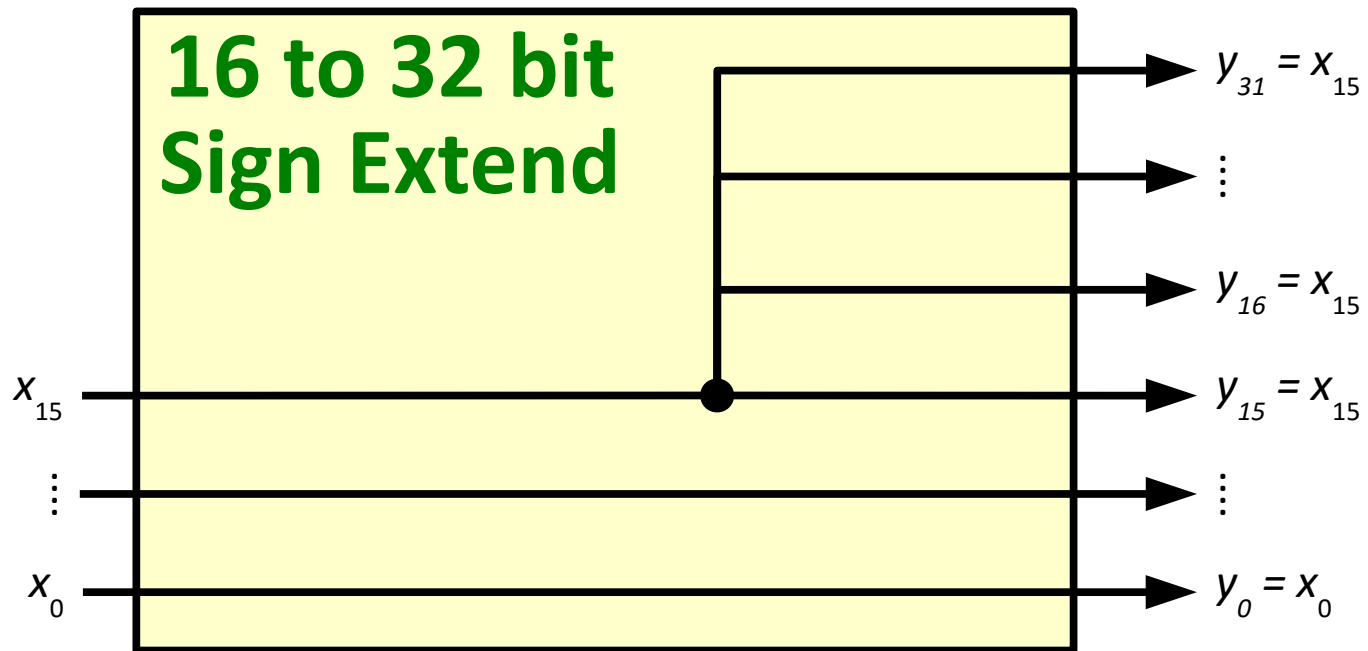 16 to 32 bit
Sign Extend
y31 = x15
⋮
y16 = x15
x15
y15 = x15
⋮
⋮
x0
y0 = x0